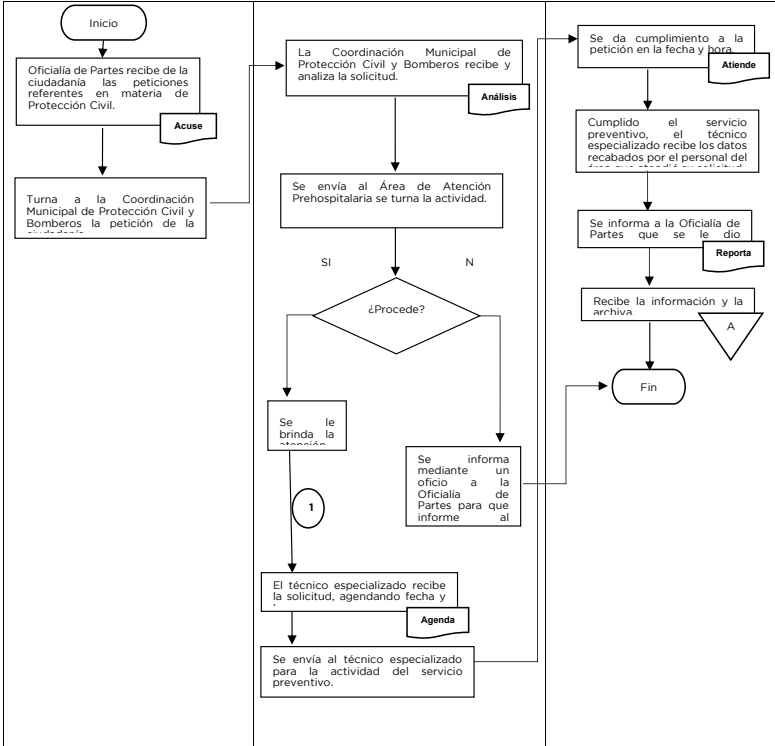 Inicio
Oficialía de Partes recibe de la
ciudadanía las peticiones
referentes en materia de
Protección Civil.
Acuse
Turna a la Coordinación
Municipal de Protección Civil y
Bomberos la petición de la
La Coordinación Municipal de
Protección Civil y Bomberos recibe y
analiza la solicitud.
Análisis
Se envía al Área de Atención
Prehospitalaria se turna la actividad.
SI
N
¿Procede?
Se le
brinda la
atención
1
Se informa
mediante un
oficio a la
Oficialía de
Partes para que
informe al
El técnico especializado recibe
la solicitud, agendando fecha y
Agenda
Se envía al técnico especializado
para la actividad del servicio
preventivo.
Se da cumplimiento a la
petición en la fecha y hora.
Atiende
Cumplido el servicio
preventivo, el técnico
especializado recibe los datos
recabados por el personal del
área que atendió su solicitud
Se informa a la Oficialía de
Partes que se le dio
Reporta
Recibe la información y la
archiva
A
Fin